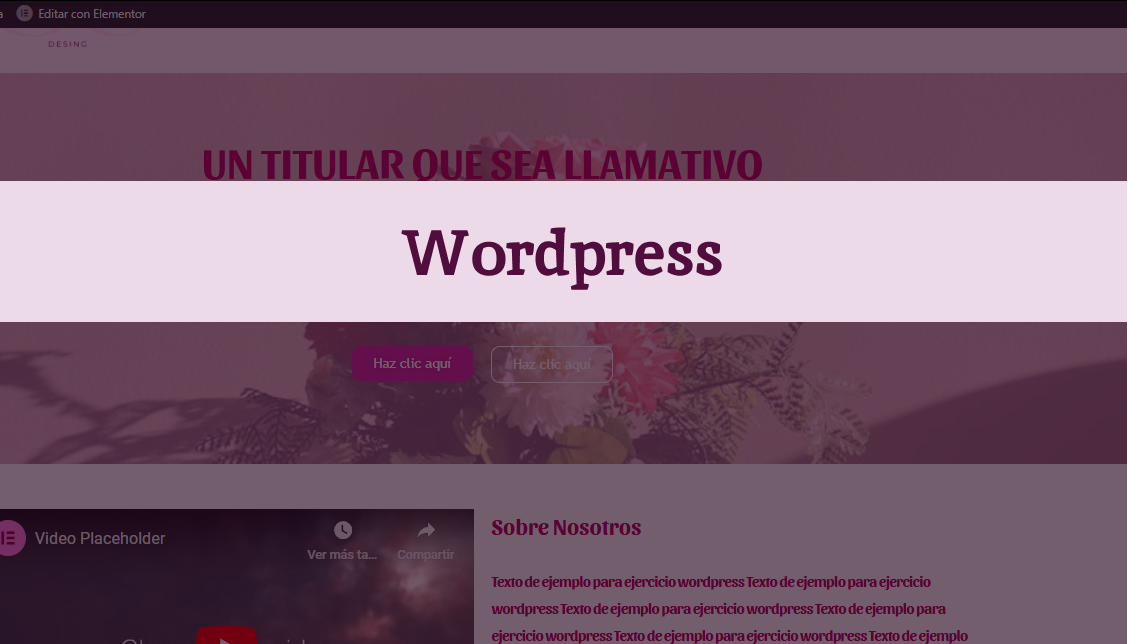 Editar con Elementor
DESING
UN TITULAR QUE SEA LLAMATIVO
Wordpress
Haz clic aquí
Haz clic aquí
Video Placeholder
Ver más ta...
Compartir
Sobre Nosotros
Texto de ejemplo para ejercicio wordpress Texto de ejemplo para ejercicio
wordpress Texto de ejemplo para ejercicio wordpress Texto de ejemplo para
ejercicio wordpress Texto de ejemplo para ejercicio wordpress Texto de ejemplo